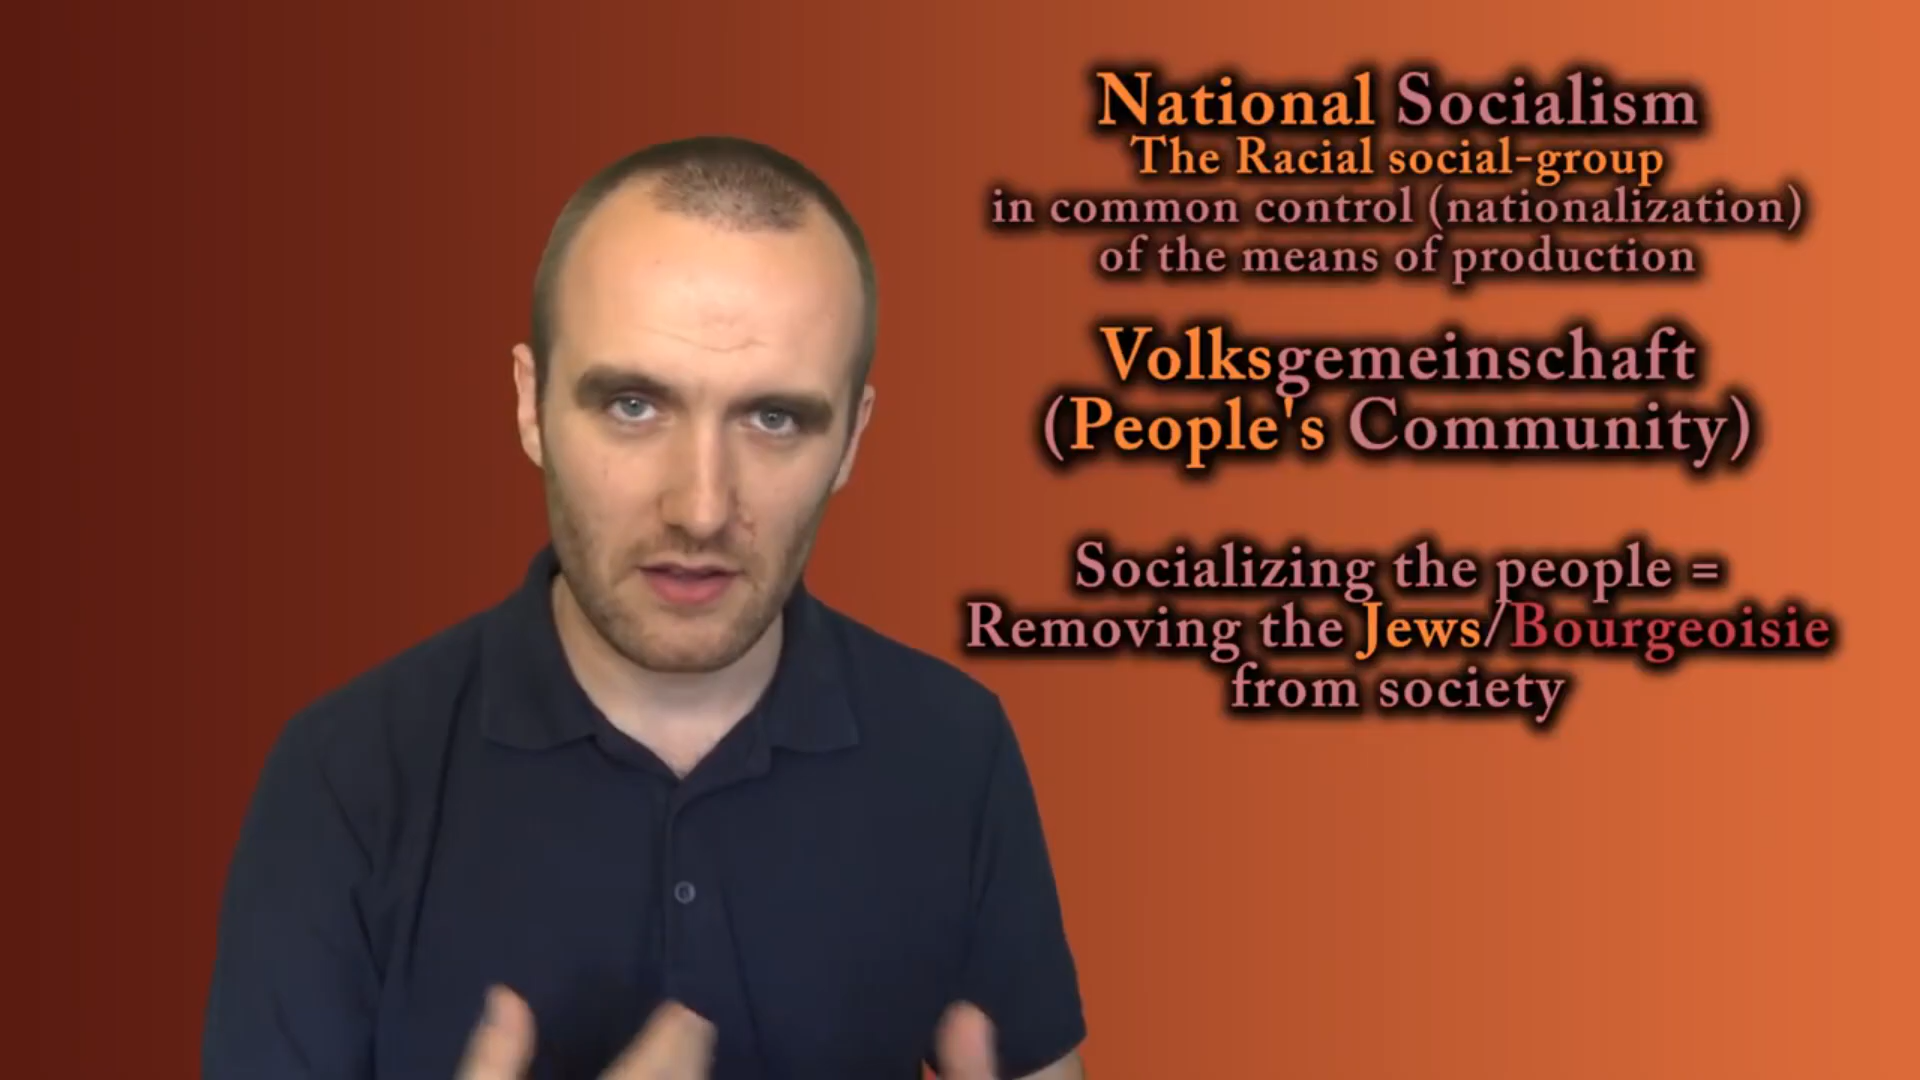 National Socialism
The Racial social-group
in common control (nationalization)
of the means of production
Volksgemeinschaft
(People's Community)
Socializing the people =
Removing the Jews/Bourgeoisie
from society